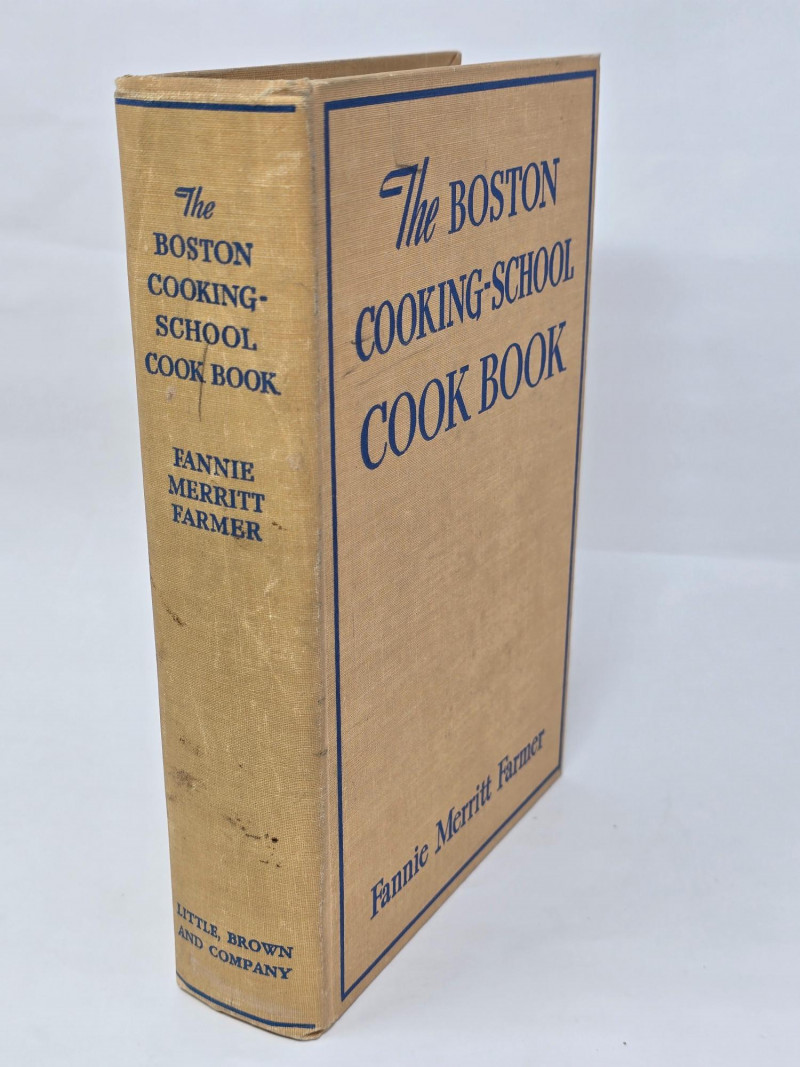 The
BOSTON
COOKING-
SCHOOL
COOK BOOK
FANNIE
MERRITT
FARMER
LITTLE, BROWN
AND COMPANY
The BOSTON
COOKING-SCHOOL
COOK BOOK
Fannie Merritt Farmer